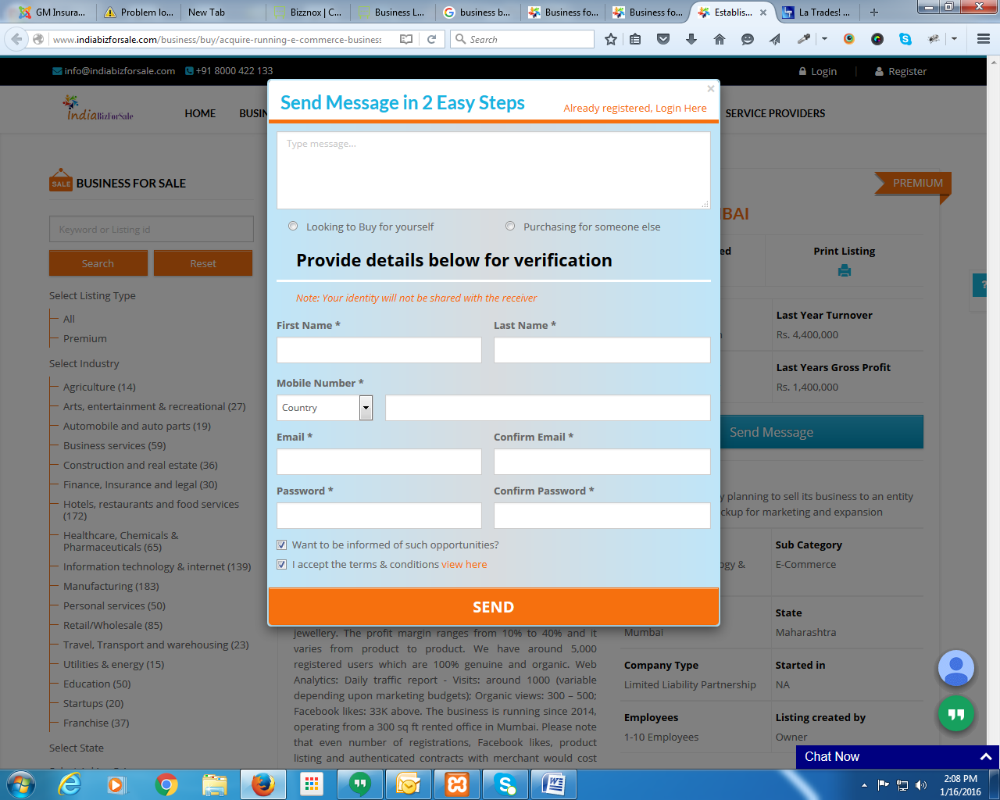 GM Insura...
Problem lo...
New Tab
Bizznox | C...
Business L...
business b...
Business fo...
Business fo...
Establis...
La Trades! ...
www.indiabizforsale.com/business/buy/acquire-running-e-commerce-business
Search
info@indiabizforsale.com
+91 8000 422 133
Login
Register
IndiaBizForSale
HOME
BUSIN
SERVICE PROVIDERS
Send Message in 2 Easy Steps
Already registered, Login Here
Type message...
Looking to Buy for yourself
Purchasing for someone else
Provide details below for verification
Note: Your identity will not be shared with the receiver
First Name *
Last Name *
Mobile Number *
Country
Email *
Confirm Email *
Password *
Confirm Password *
Want to be informed of such opportunities?
I accept the terms & conditions view here
SEND
SALE
BUSINESS FOR SALE
Keyword or Listing id
Search
Reset
Select Listing Type
All
Premium
Select Industry
Agriculture (14)
Arts, entertainment & recreational (27)
Automobile and auto parts (19)
Business services (59)
Construction and real estate (36)
Finance, Insurance and legal (30)
Hotels, restaurants and food services
(172)
Healthcare, Chemicals &
Pharmaceuticals (65)
Information technology & internet (139)
Manufacturing (183)
Personal services (50)
Retail/Wholesale (85)
Travel, Transport and warehousing (23)
Utilities & energy (15)
Education (50)
Startups (20)
Franchise (37)
Select State
PREMIUM
BAI
ed
Print Listing
Last Year Turnover
Rs. 4,400,000
Last Years Gross Profit
Rs. 1,400,000
Send Message
y planning to sell its business to an entity
ckup for marketing and expansion
Sub Category
gy &
E-Commerce
State
Mumbai
Maharashtra
Company Type
Started in
Limited Liability Partnership
NA
Employees
Listing created by
1-10 Employees
Owner
jewellery. The profit margin ranges from 10% to 40% and it
varies from product to product. We have around 5,000
registered users which are 100% genuine and organic. Web
Analytics: Daily traffic report - Visits: around 1000 (variable
depending upon marketing budgets); Organic views: 300 – 500;
Facebook likes: 33K above. The business is running since 2014,
operating from a 300 sq ft rented office in Mumbai. Please note
that even number of registrations, Facebook likes, product
listing and authenticated contracts with merchant would cost
?
Chat Now
2:08 PM
1/16/2016